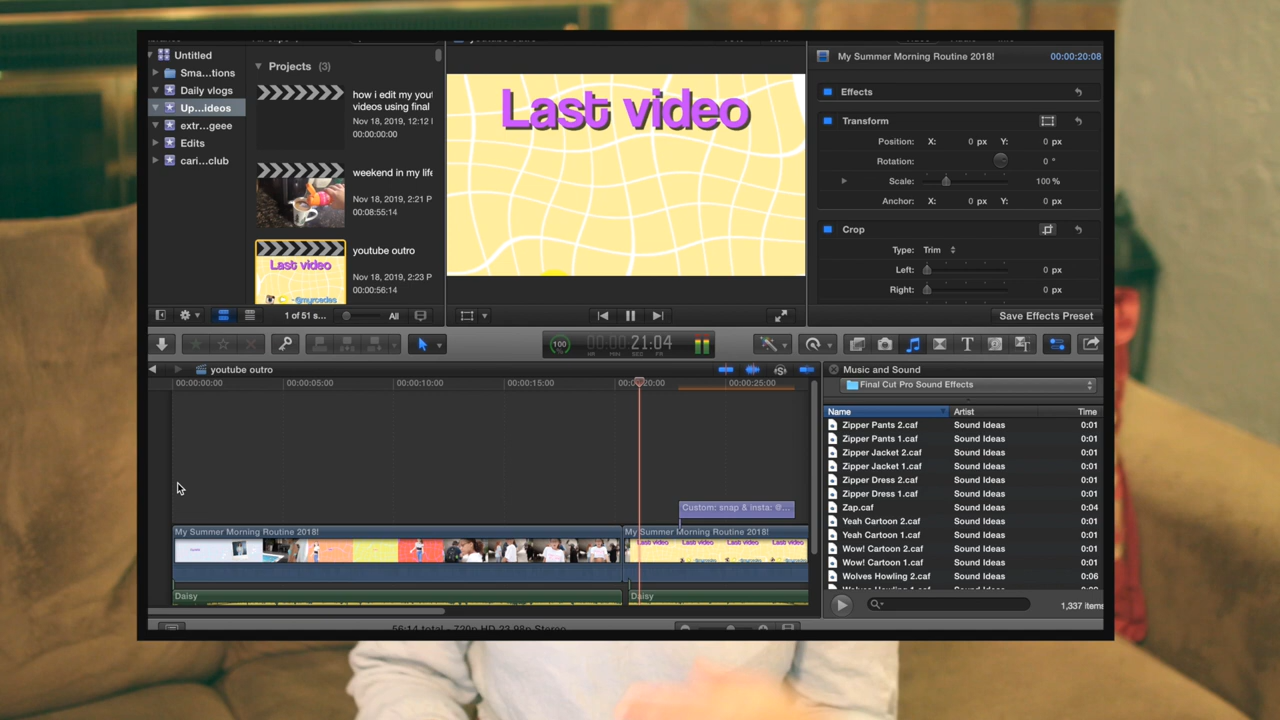 Untitled
Sma...tions
Daily vlogs
Up...ideos
extr...geee
Edits
cari...club
Projects (3)
how i edit my yout
videos using final
Nov 18, 2019, 12:12
00:00:00:00
weekend in my life
Nov 18, 2019, 2:21 P
00:08:55:14
Last video
@myrcedes
youtube outro
Nov 18, 2019, 2:23 P
00:00:56:14
1 of 51 s...
All
Last video
My Summer Morning Routine 2018!
00:00:20:08
Effects
Transform
Position: X: 0 px Y: 0 px
Rotation: 0 °
Scale: 100 %
Anchor: X: 0 px Y: 0 px
Crop
Type: Trim
Left: 0 px
Right: 0 px
Save Effects Preset
100
00:00:21:04
HR MIN SEC FR
youtube outro
00:00:00:00
00:00:05:00
00:00:10:00
00:00:15:00
00:00:20:00
00:00:25:00
Custom: snap & insta: @...
My Summer Morning Routine 2018!
My Summer Morning Routine 2018!
Last video Last video Last video Last video
Daisy
Daisy
56:14 total - 720p HD 23.98p Stereo
Music and Sound
Final Cut Pro Sound Effects
Name Artist Time
Zipper Pants 2.caf Sound Ideas 0:01
Zipper Pants 1.caf Sound Ideas 0:01
Zipper Jacket 2.caf Sound Ideas 0:01
Zipper Jacket 1.caf Sound Ideas 0:01
Zipper Dress 2.caf Sound Ideas 0:01
Zipper Dress 1.caf Sound Ideas 0:01
Zap.caf Sound Ideas 0:04
Yeah Cartoon 2.caf Sound Ideas 0:01
Yeah Cartoon 1.caf Sound Ideas 0:01
Wow! Cartoon 2.caf Sound Ideas 0:01
Wow! Cartoon 1.caf Sound Ideas 0:01
Wolves Howling 2.caf Sound Ideas 0:06
1,337 items